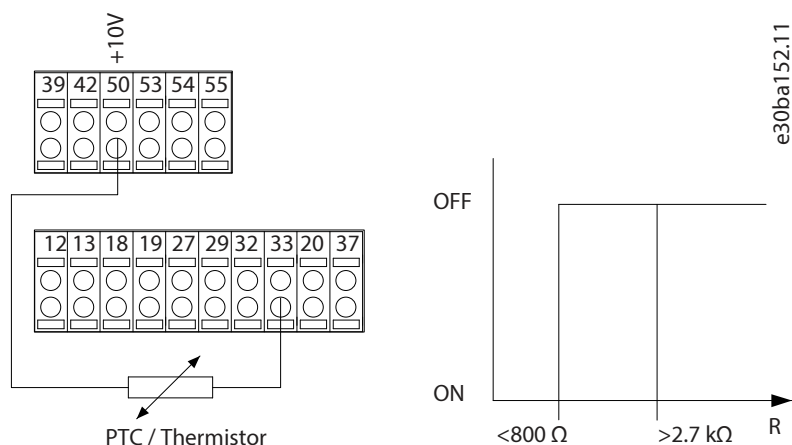 +10V
39 42 50 53 54 55
12 13 18 19 27 29 32 33 20 37
PTC / Thermistor
OFF
ON
<800 Ω
>2.7 kΩ
R
e30ba152.11